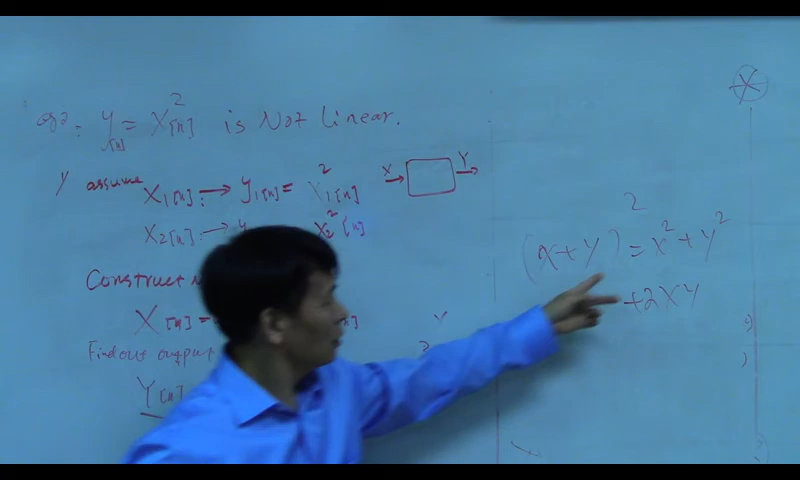 y[n] = X²[n] is Not linear.
1) assume X₁[n] → y₁[n] = X₁²[n]
X Y
X₂[n] → y X₂²[n]
Construct
X[n] = [n]
Find out output
Y[n]
X
(x+y)² = x² + y²
+2xy